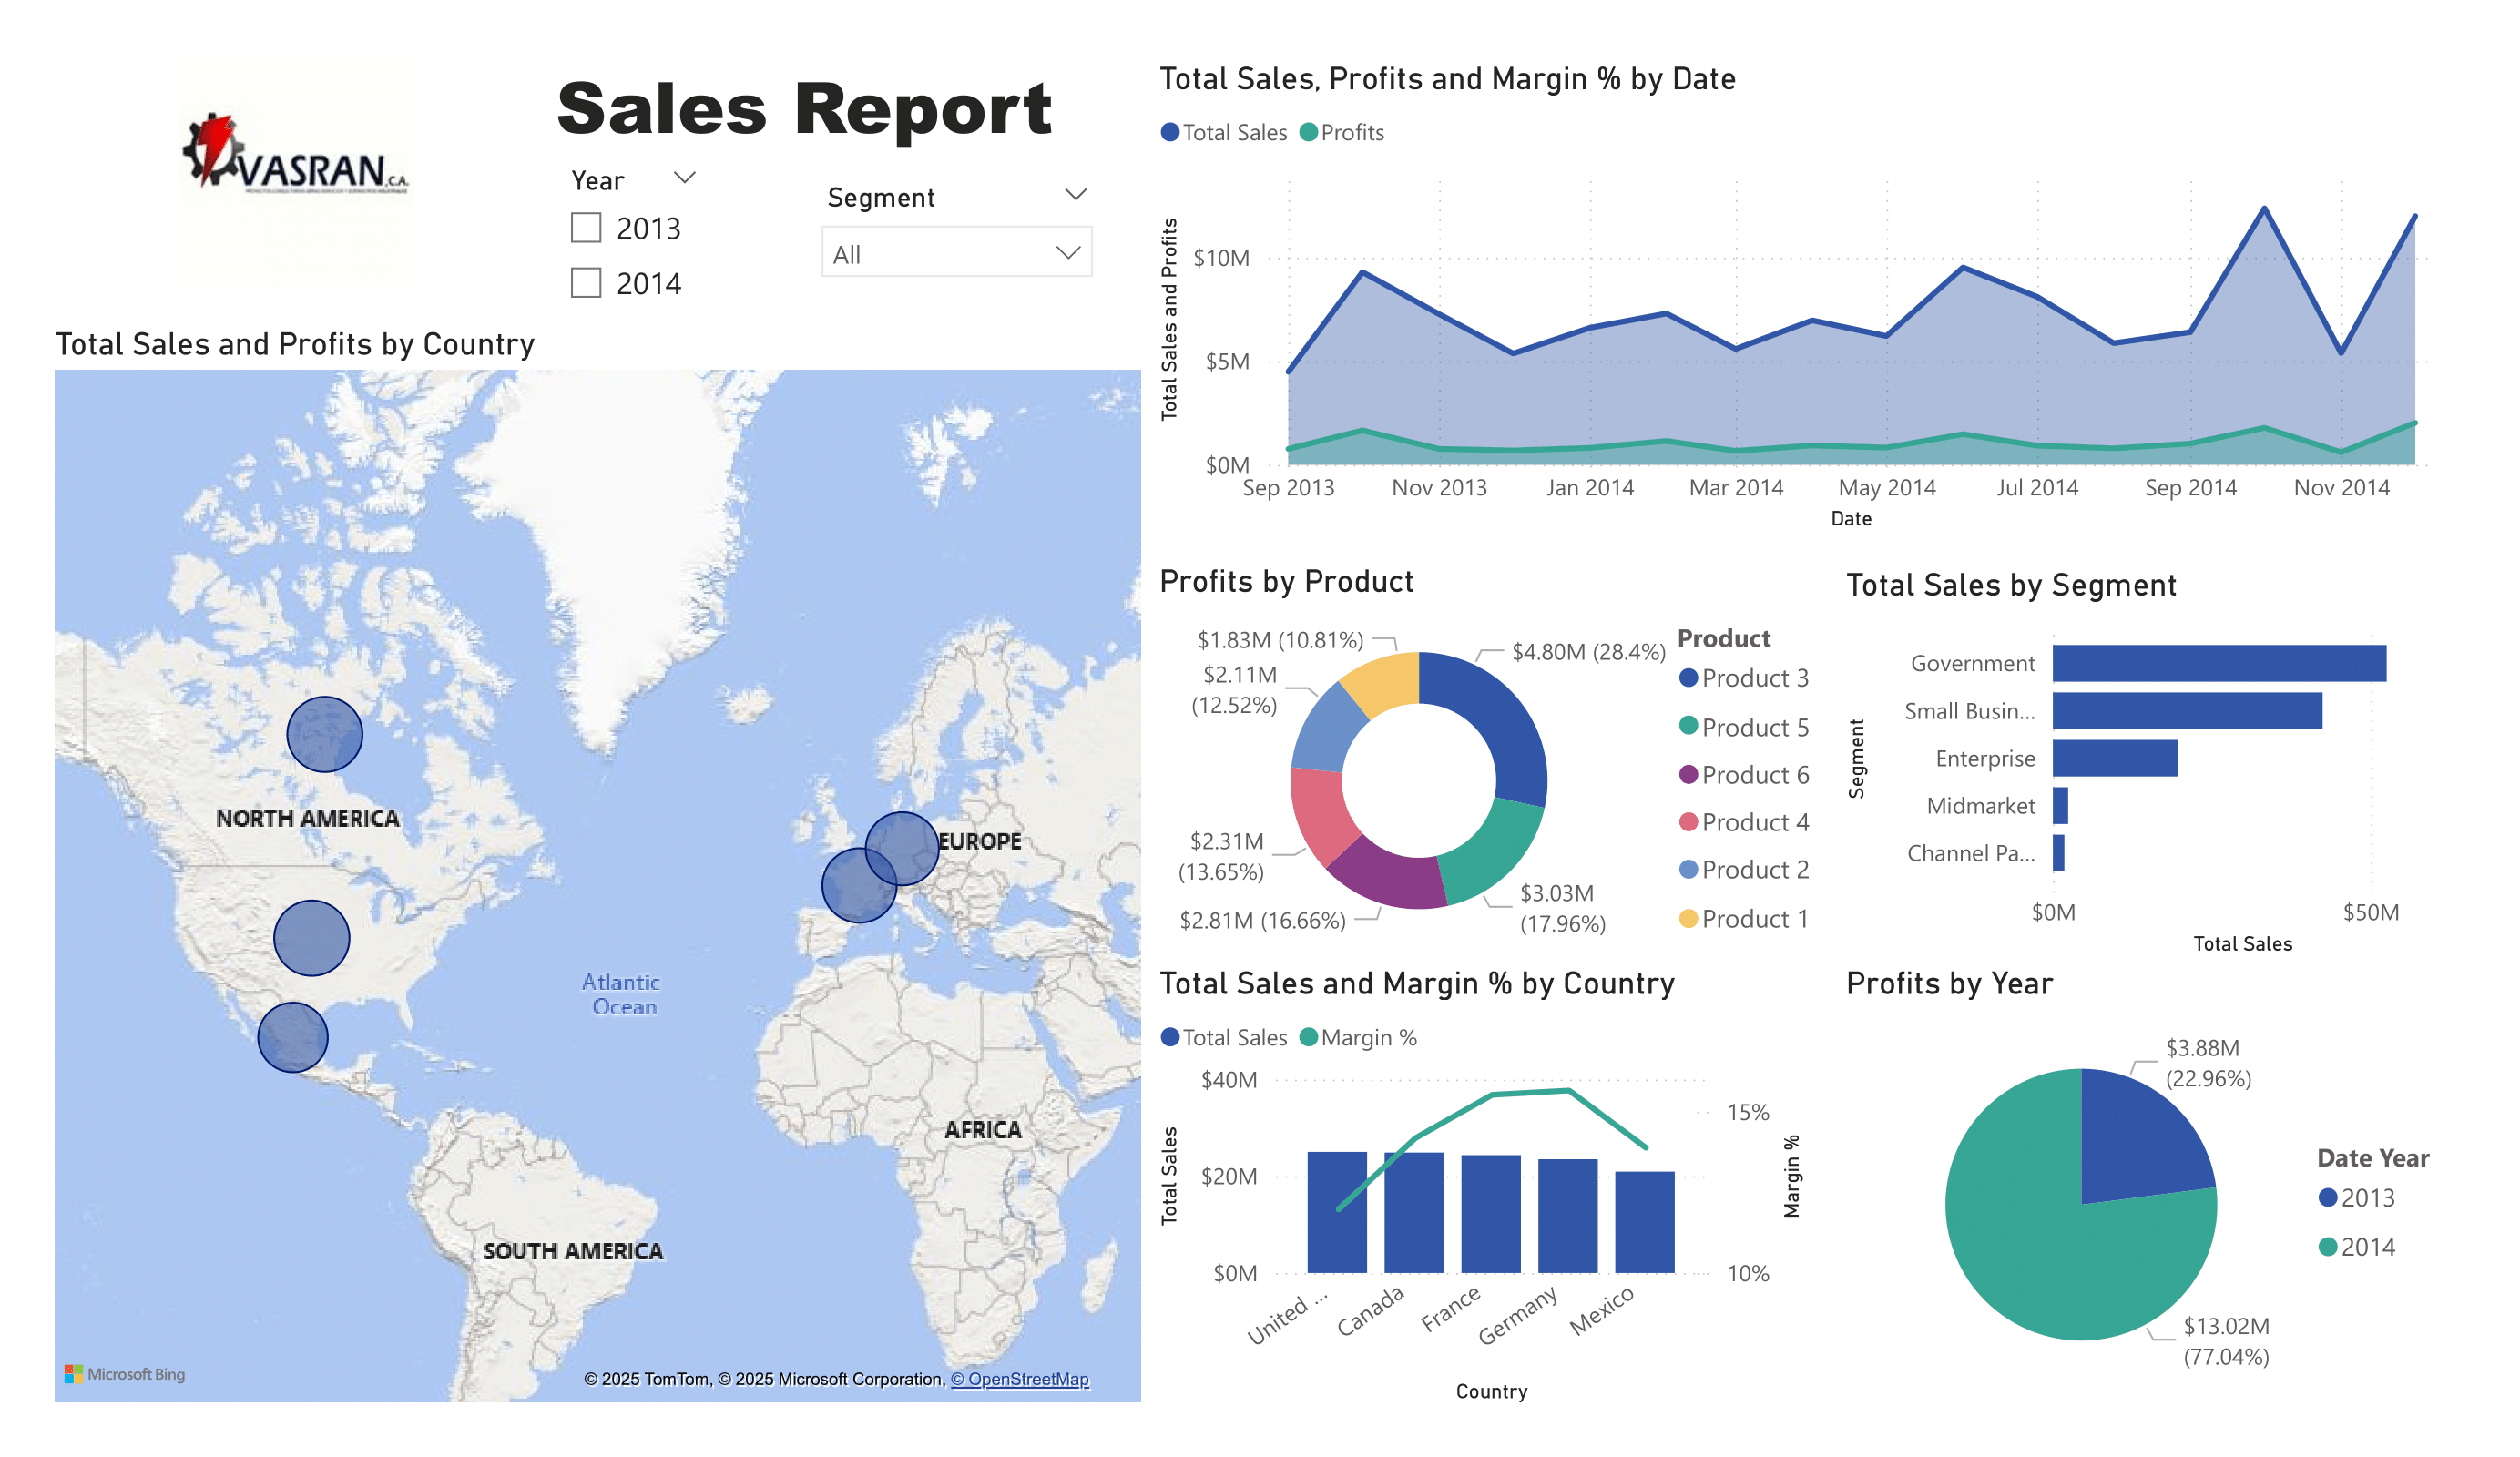 VASRAN,C.A.
Sales Report
Year
2013
2014
Segment
All
Total Sales and Profits by Country
NORTH AMERICA
EUROPE
Atlantic
Ocean
AFRICA
SOUTH AMERICA
Microsoft Bing
© 2025 TomTom, © 2025 Microsoft Corporation, © OpenStreetMap
Total Sales, Profits and Margin % by Date
Total Sales Profits
Total Sales and Profits
$10M
$5M
$0M
Sep 2013 Nov 2013 Jan 2014 Mar 2014 May 2014 Jul 2014 Sep 2014 Nov 2014
Date
Profits by Product
$1.83M (10.81%)
$2.11M
(12.52%)
$2.31M
(13.65%)
$2.81M (16.66%)
$4.80M (28.4%)
$3.03M
(17.96%)
Product
Product 3
Product 5
Product 6
Product 4
Product 2
Product 1
Total Sales by Segment
Segment
Government
Small Busin...
Enterprise
Midmarket
Channel Pa...
$0M $50M
Total Sales
Total Sales and Margin % by Country
Total Sales Margin %
Total Sales
$40M
$20M
$0M
15%
10%
Margin %
United ... Canada France Germany Mexico
Country
Profits by Year
$3.88M
(22.96%)
$13.02M
(77.04%)
Date Year
2013
2014